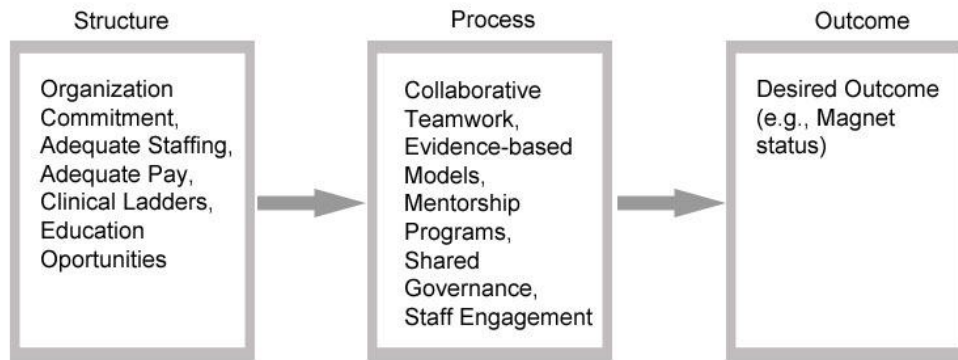 Structure
Organization
Commitment,
Adequate Staffing,
Adequate Pay,
Clinical Ladders,
Education
Oportunities
Process
Collaborative
Teamwork,
Evidence-based
Models,
Mentorship
Programs,
Shared
Governance,
Staff Engagement
Outcome
Desired Outcome
(e.g., Magnet
status)